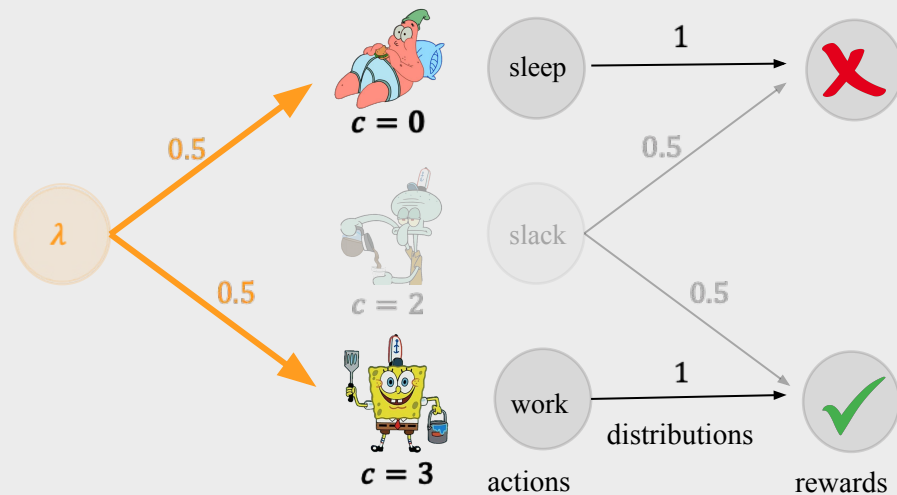 1
sleep
c = 0
0.5
0.5
λ
slack
0.5
0.5
c = 2
1
work
distributions
c = 3
actions
rewards